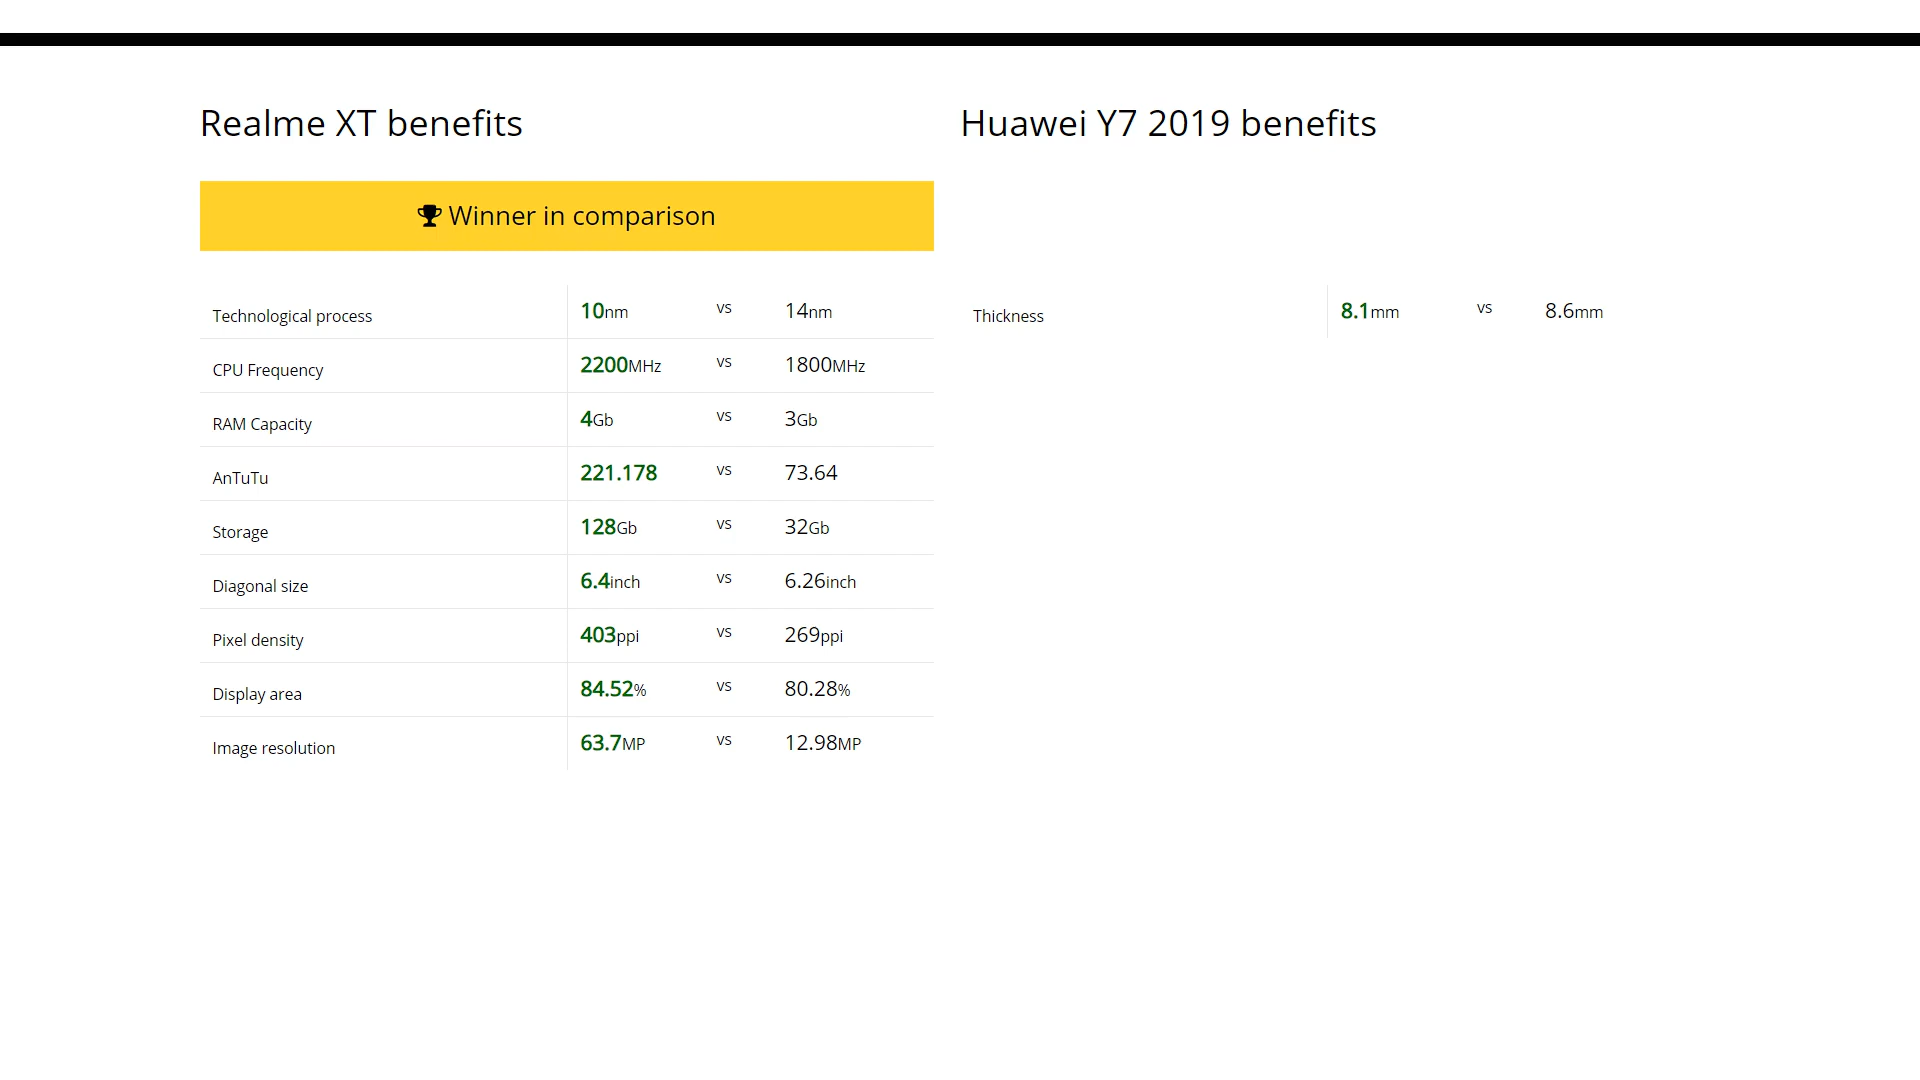 Realme XT benefits
Winner in comparison
Technological process 10nm vs 14nm
CPU Frequency 2200MHz vs 1800MHz
RAM Capacity 4Gb vs 3Gb
AnTuTu 221.178 vs 73.64
Storage 128Gb vs 32Gb
Diagonal size 6.4inch vs 6.26inch
Pixel density 403ppi vs 269ppi
Display area 84.52% vs 80.28%
Image resolution 63.7MP vs 12.98MP
Huawei Y7 2019 benefits
Thickness 8.1mm vs 8.6mm